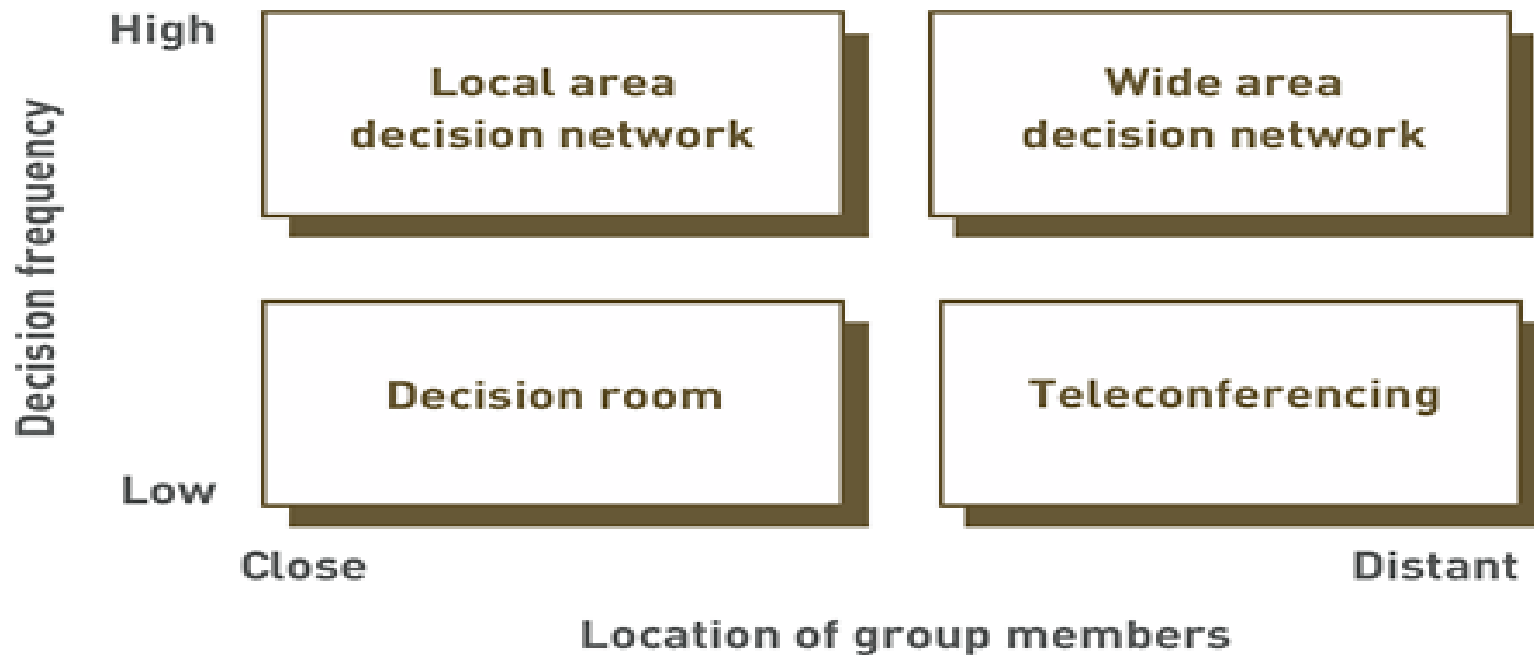 High
Local area
decision network
Wide area
decision network
Decision frequency
Decision room
Teleconferencing
Low
Close
Distant
Location of group members